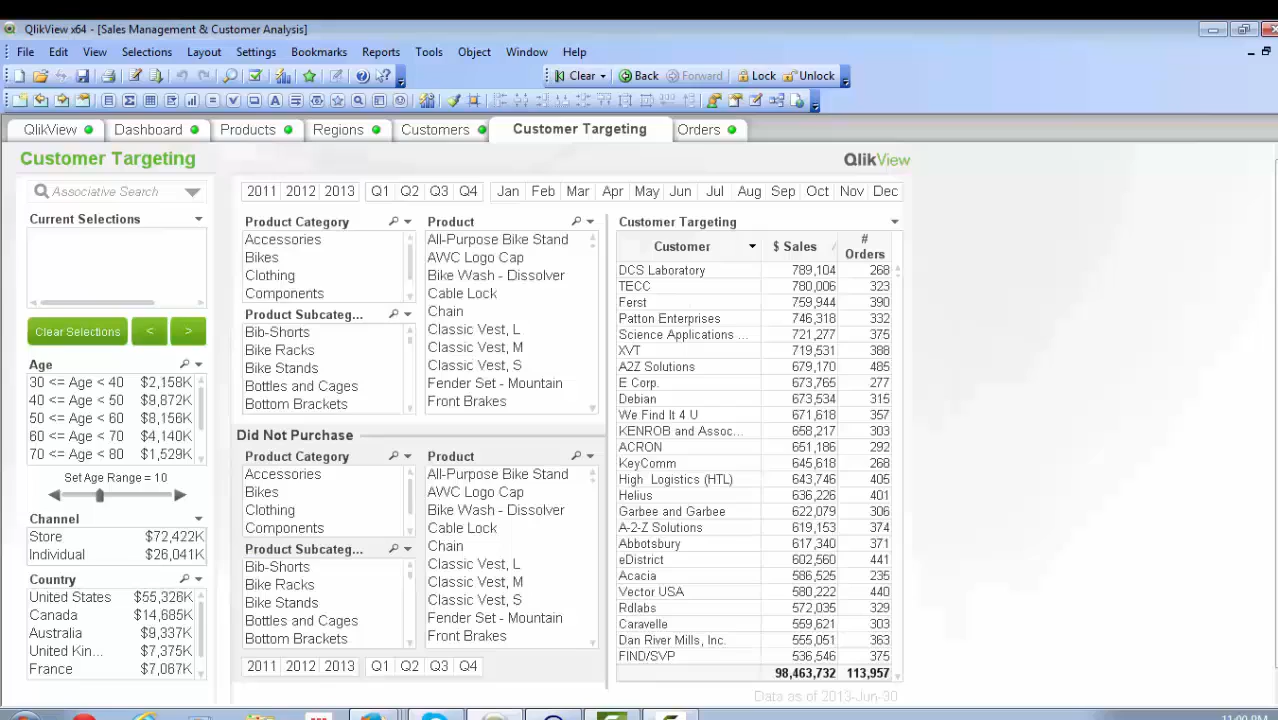 QlikView x64 - [Sales Management & Customer Analysis]
File Edit View Selections Layout Settings Bookmarks Reports Tools Object Window Help
Clear Back Forward Lock Unlock
QlikView Dashboard Products Regions Customers Customer Targeting Orders
Customer Targeting
QlikView
Associative Search
2011 2012 2013 Q1 Q2 Q3 Q4 Jan Feb Mar Apr May Jun Jul Aug Sep Oct Nov Dec
Current Selections
Clear Selections < >
Age
30 <= Age < 40 $2,158K
40 <= Age < 50 $9,872K
50 <= Age < 60 $8,156K
60 <= Age < 70 $4,140K
70 <= Age < 80 $1,529K
Set Age Range = 10
Channel
Store $72,422K
Individual $26,041K
Country
United States $55,326K
Canada $14,685K
Australia $9,337K
United Kin... $7,375K
France $7,067K
Product Category
Accessories
Bikes
Clothing
Components
Product Subcateg...
Bib-Shorts
Bike Racks
Bike Stands
Bottles and Cages
Bottom Brackets
Product
All-Purpose Bike Stand
AWC Logo Cap
Bike Wash - Dissolver
Cable Lock
Chain
Classic Vest, L
Classic Vest, M
Classic Vest, S
Fender Set - Mountain
Front Brakes
Did Not Purchase
Product Category
Accessories
Bikes
Clothing
Components
Product Subcateg...
Bib-Shorts
Bike Racks
Bike Stands
Bottles and Cages
Bottom Brackets
Product
All-Purpose Bike Stand
AWC Logo Cap
Bike Wash - Dissolver
Cable Lock
Chain
Classic Vest, L
Classic Vest, M
Classic Vest, S
Fender Set - Mountain
Front Brakes
2011 2012 2013 Q1 Q2 Q3 Q4
Customer Targeting
Customer $ Sales # Orders
DCS Laboratory 789,104 268
TECC 780,006 323
Ferst 759,944 390
Patton Enterprises 746,318 332
Science Applications ... 721,277 375
XVT 719,531 388
A2Z Solutions 679,170 485
E Corp. 673,765 277
Debian 673,534 315
We Find It 4 U 671,618 357
KENROB and Assoc... 658,217 303
ACRON 651,186 292
KeyComm 645,618 268
High Logistics (HTL) 643,746 405
Helius 636,226 401
Garbee and Garbee 622,079 306
A-2-Z Solutions 619,153 374
Abbotsbury 617,340 371
eDistrict 602,560 441
Acacia 586,525 235
Vector USA 580,222 440
Rdlabs 572,035 329
Caravelle 559,621 303
Dan River Mills, Inc. 555,051 363
FIND/SVP 536,546 375
98,463,732 113,957
Data as of 2013-Jun-30